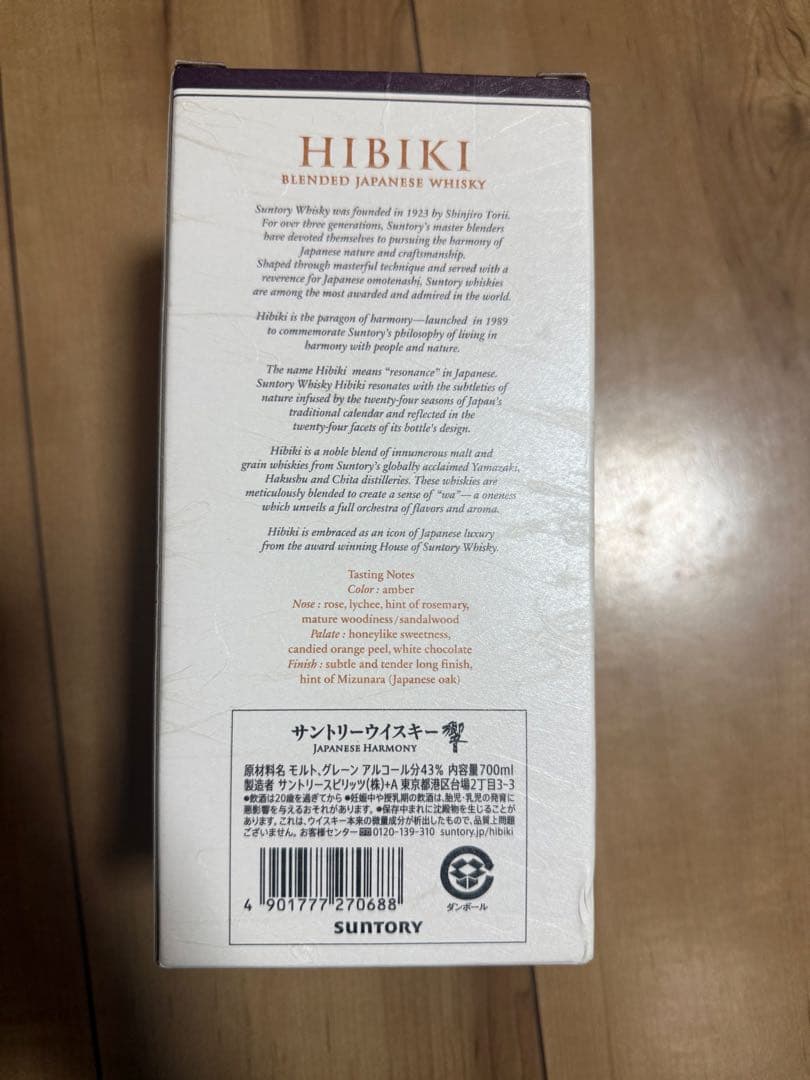 HIBIKI
BLENDED JAPANESE WHISKY
Suntory Whisky was founded in 1923 by Shinjiro Torii.
For over three generations, Suntory's master blenders
have devoted themselves to pursuing the harmony of
Japanese nature and craftsmanship.
Shaped through masterful technique and served with a
reverence for Japanese omotenashi, Suntory whiskies
are among the most awarded and admired in the world.
Hibiki is the paragon of harmony—launched in 1989
to commemorate Suntory's philosophy of living in
harmony with people and nature.
The name Hibiki means "resonance" in Japanese.
Suntory Whisky Hibiki resonates with the subtleties of
nature infused by the twenty-four seasons of Japan's
traditional calendar and reflected in the
twenty-four facets of its bottle's design.
Hibiki is a noble blend of innumerous malt and
grain whiskies from Suntory's globally acclaimed Yamazaki,
Hakushu and Chita distilleries. These whiskies are
meticulously blended to create a sense of "wa"— a oneness
which unveils a full orchestra of flavors and aroma.
Hibiki is embraced as an icon of Japanese luxury
from the award winning House of Suntory Whisky.
Tasting Notes
Color : amber
Nose : rose, lychee, hint of rosemary,
mature woodiness/sandalwood
Palate : honeylike sweetness,
candied orange peel, white chocolate
Finish : subtle and tender long finish,
hint of Mizunara (Japanese oak)
サントリーウイスキー 響
JAPANESE HARMONY
原材料名 モルト、グレーン アルコール分43% 内容量700ml
製造者 サントリースピリッツ(株)+A 東京都港区台場2丁目3-3
●飲酒は20歳を過ぎてから ●妊娠中や授乳期の飲酒は、胎児・乳児の発育に
悪影響を与えるおそれがあります。●保存中まれに沈殿物を生じることが
あります。これは、ウイスキー本来の微量成分が析出したもので、品質上問題
ございません。お客様センター 0120-139-310 suntory.jp/hibiki
4 901777 270688
ダンボール
SUNTORY